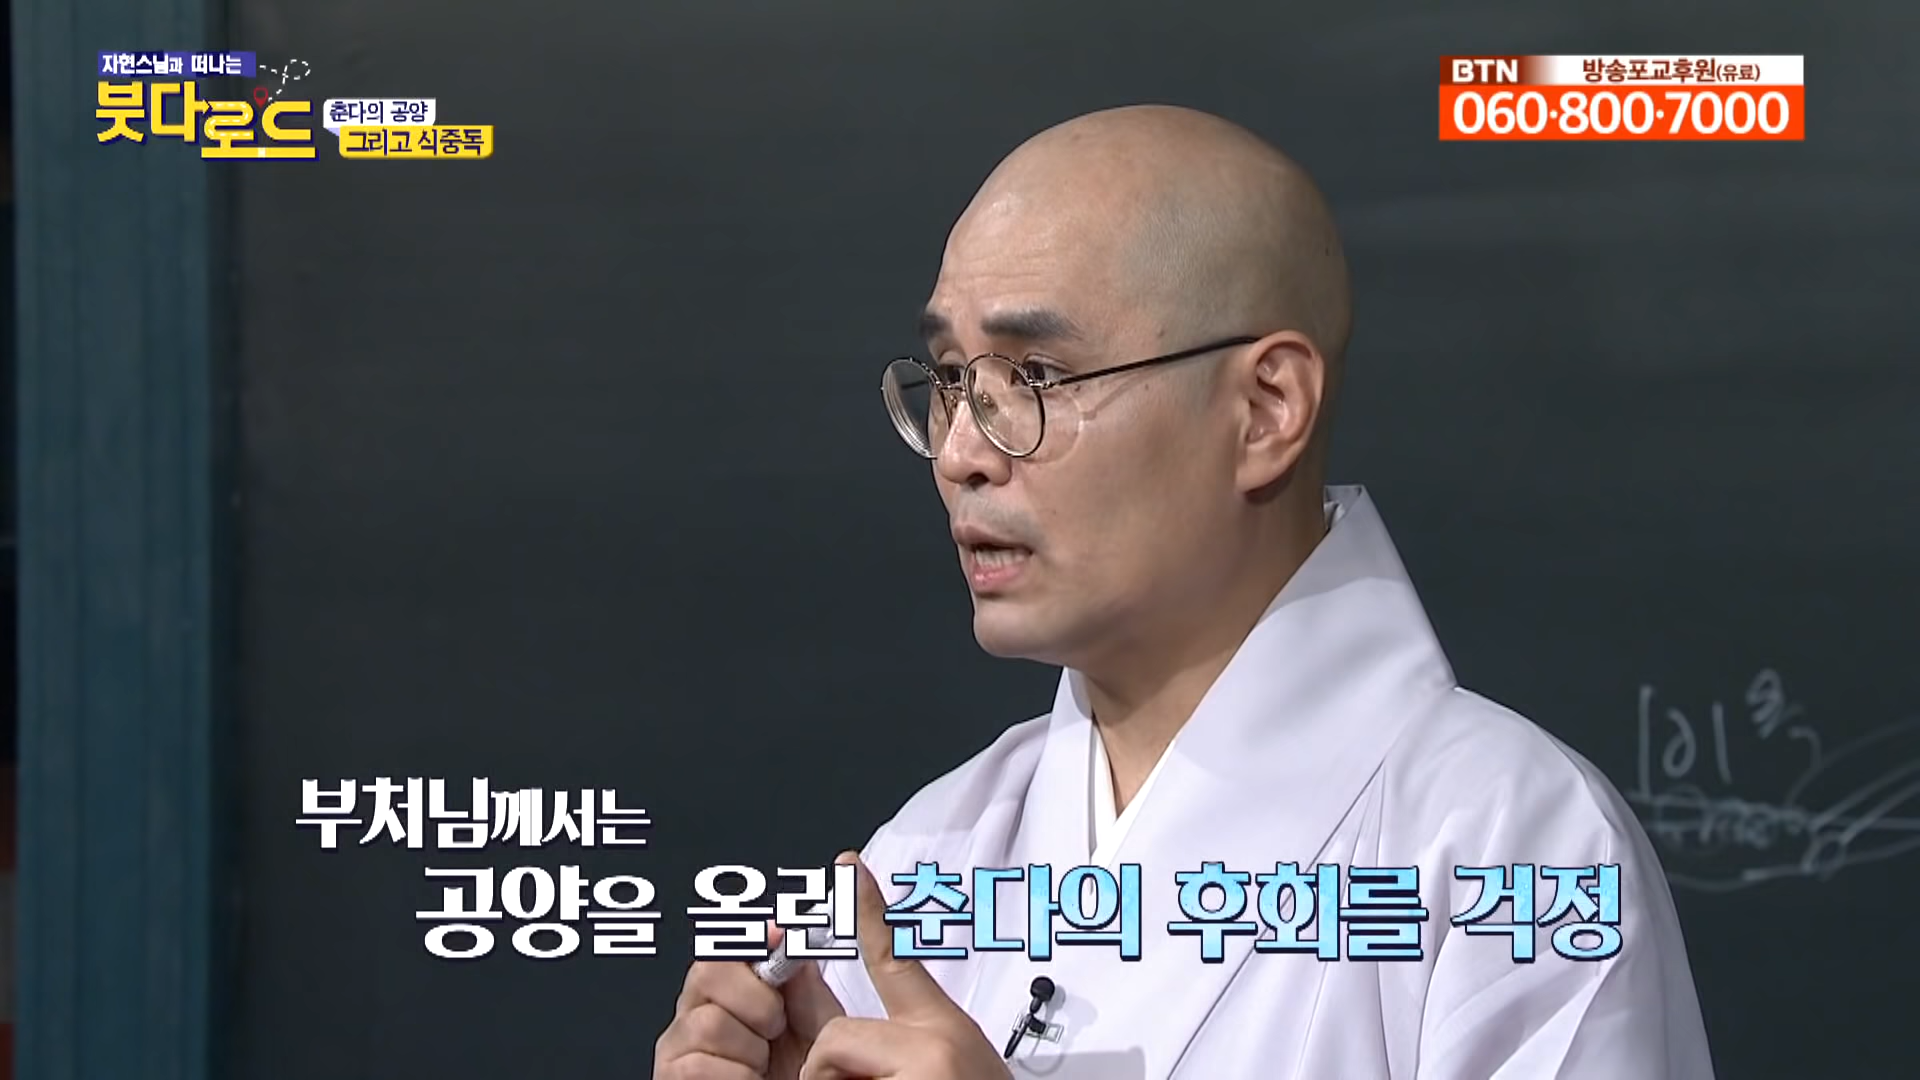 자현스님과 떠나는
붓다로드
춘다의 공양
그리고 식중독
BTN 방송포교후원(유료)
060·800·7000
부처님께서는
공양을 올린 춘다의 후회를 걱정